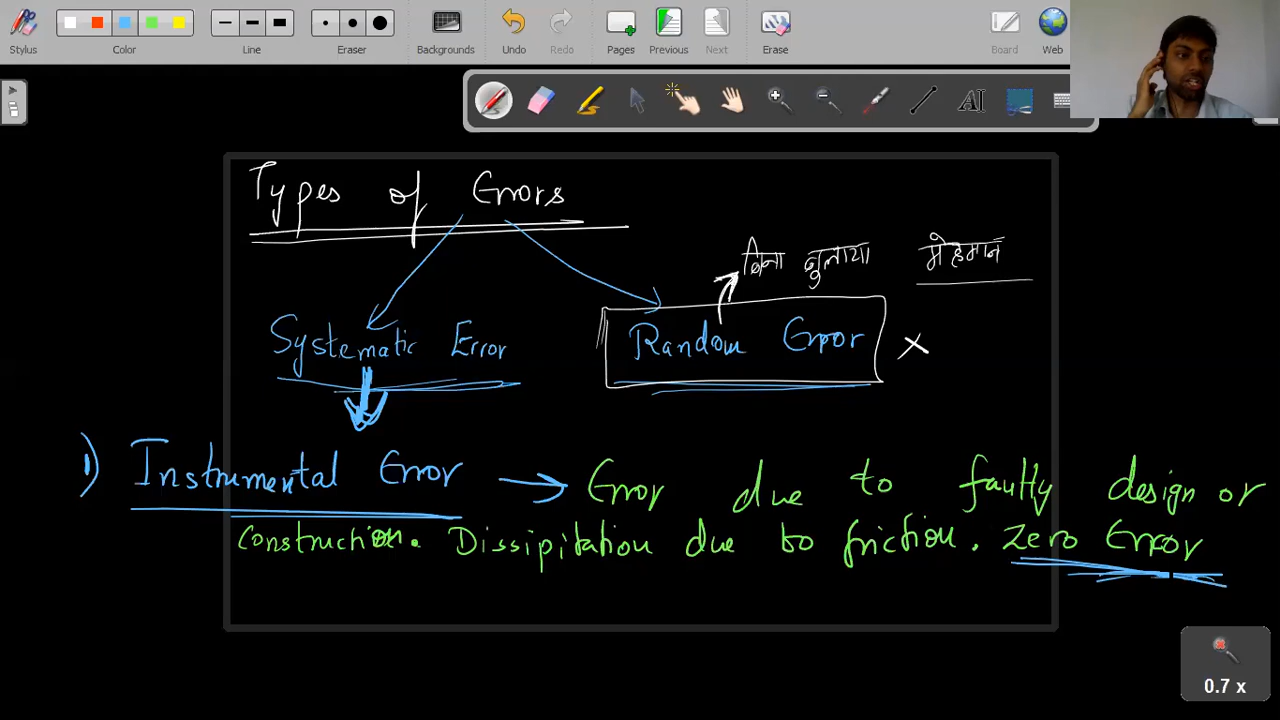 Stylus Color Line Eraser Backgrounds Undo Redo Pages Previous Next Erase Board Web
Types of Errors
बिना बुलाया मेहमान
Systematic Error Random Error ×
1) Instrumental Error → Error due to faulty design or
construction. Dissipitation due to friction. Zero Error
0.7 x